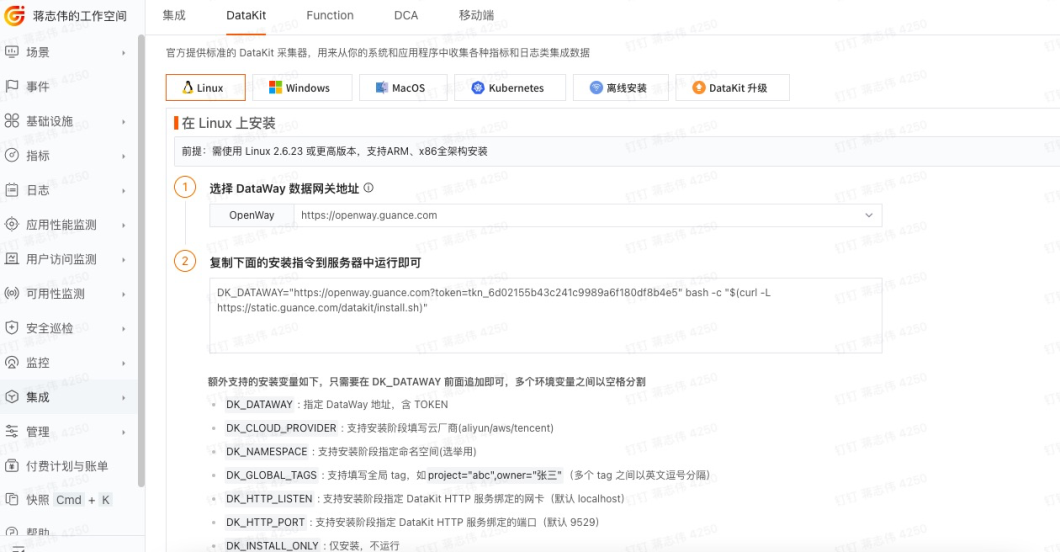 蒋志伟的工作空间
集成 DataKit Function DCA 移动端
场景
事件
基础设施
指标
日志
应用性能监测
用户访问监测
可用性监测
安全巡检
监控
集成
管理
付费计划与账单
快照 Cmd + K
帮助
官方提供标准的 DataKit 采集器，用来从你的系统和应用程序中收集各种指标和日志类集成数据
Linux Windows MacOS Kubernetes 离线安装 DataKit 升级
在 Linux 上安装
前提：需使用 Linux 2.6.23 或更高版本，支持ARM、x86全架构安装
1 选择 DataWay 数据网关地址
OpenWay https://openway.guance.com
2 复制下面的安装指令到服务器中运行即可
DK_DATAWAY="https://openway.guance.com?token=tkn_6d02155b43c241c9989a6f180df8b4e5" bash -c "$(curl -L
https://static.guance.com/datakit/install.sh)"
额外支持的安装变量如下，只需要在 DK_DATAWAY 前面追加即可，多个环境变量之间以空格分割
DK_DATAWAY：指定 DataWay 地址，含 TOKEN
DK_CLOUD_PROVIDER：支持安装阶段填写云厂商(aliyun/aws/tencent)
DK_NAMESPACE：支持安装阶段指定命名空间(选举用)
DK_GLOBAL_TAGS：支持填写全局 tag，如project="abc",owner="张三"（多个 tag 之间以英文逗号分隔）
DK_HTTP_LISTEN：支持安装阶段指定 DataKit HTTP 服务绑定的网卡（默认 localhost）
DK_HTTP_PORT：支持安装阶段指定 DataKit HTTP 服务绑定的端口（默认 9529）
DK_INSTALL_ONLY：仅安装，不运行
钉钉 蒋志伟 4250